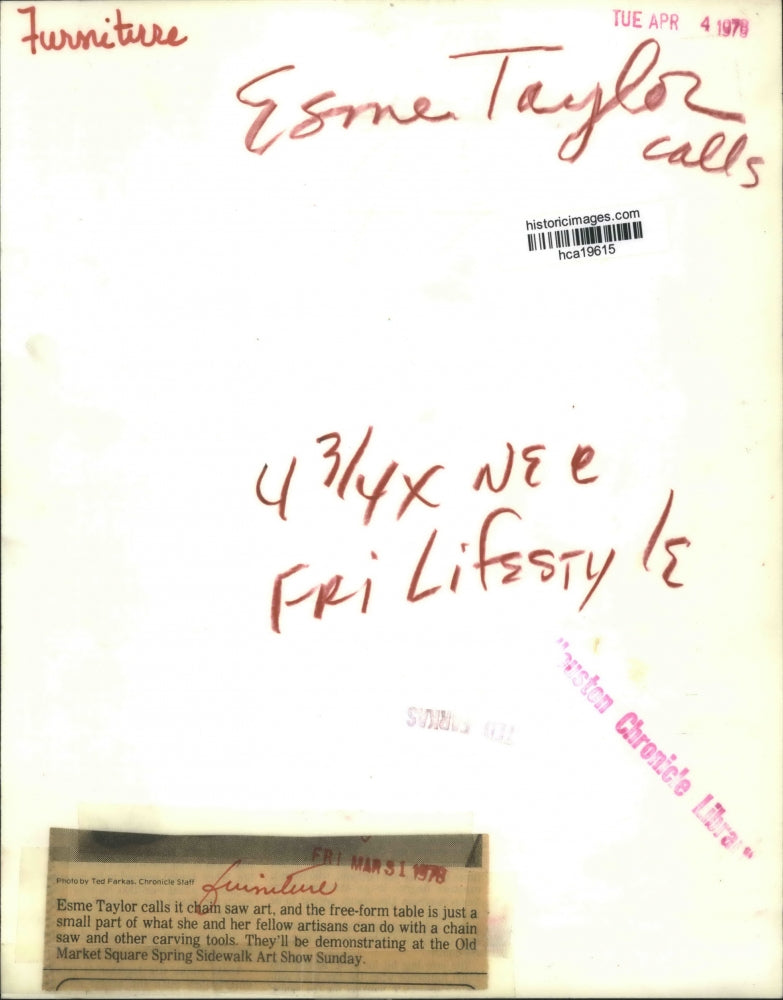 Furniture
TUE APR 4 1978
Esme Taylor
calls
historicimages.com
hca19615
4 3/4 X NEC
FRI LifESTYlE
TED FARKAS
Houston Chronicle Library
FRI MAR 31 1978
Photo by Ted Farkas, Chronicle Staff
furniture
Esme Taylor calls it chain saw art, and the free-form table is just a
small part of what she and her fellow artisans can do with a chain
saw and other carving tools. They'll be demonstrating at the Old
Market Square Spring Sidewalk Art Show Sunday.